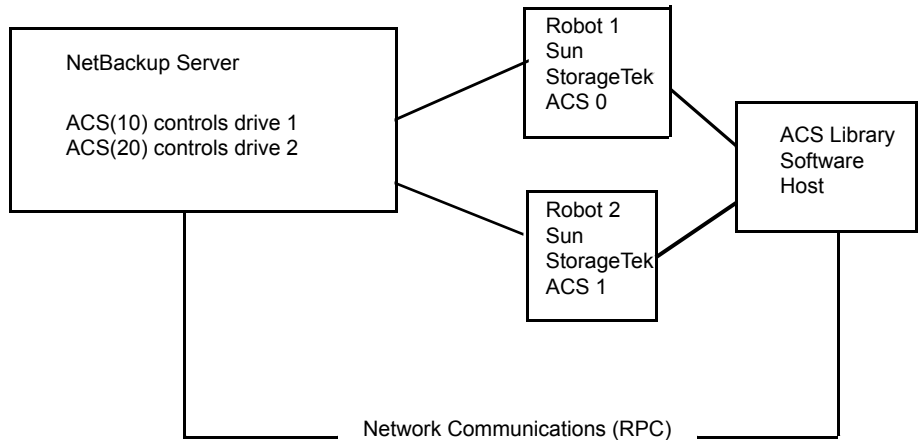 NetBackup Server
ACS(10) controls drive 1
ACS(20) controls drive 2
Robot 1
Sun
StorageTek
ACS 0
Robot 2
Sun
StorageTek
ACS 1
ACS Library
Software
Host
Network Communications (RPC)